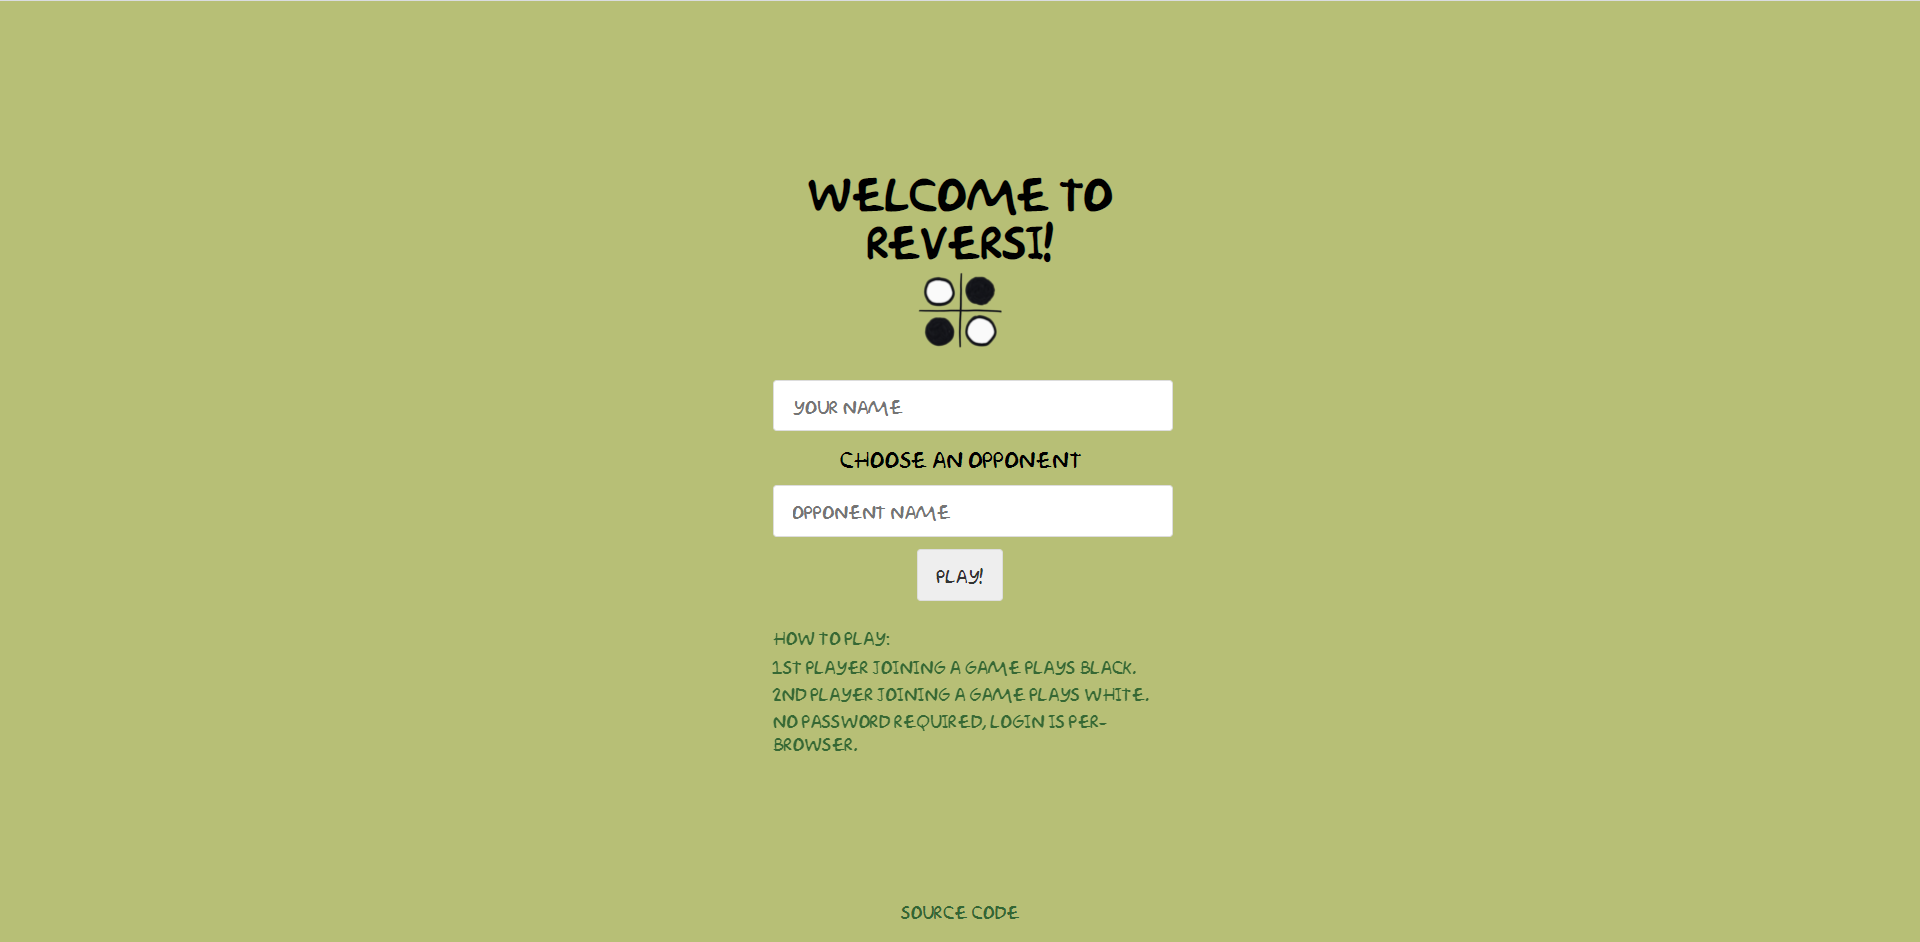 WELCOME TO
REVERSI!
YOUR NAME
CHOOSE AN OPPONENT
OPPONENT NAME
PLAY!
HOW TO PLAY:
1ST PLAYER JOINING A GAME PLAYS BLACK.
2ND PLAYER JOINING A GAME PLAYS WHITE.
NO PASSWORD REQUIRED, LOGIN IS PER-
BROWSER.
SOURCE CODE